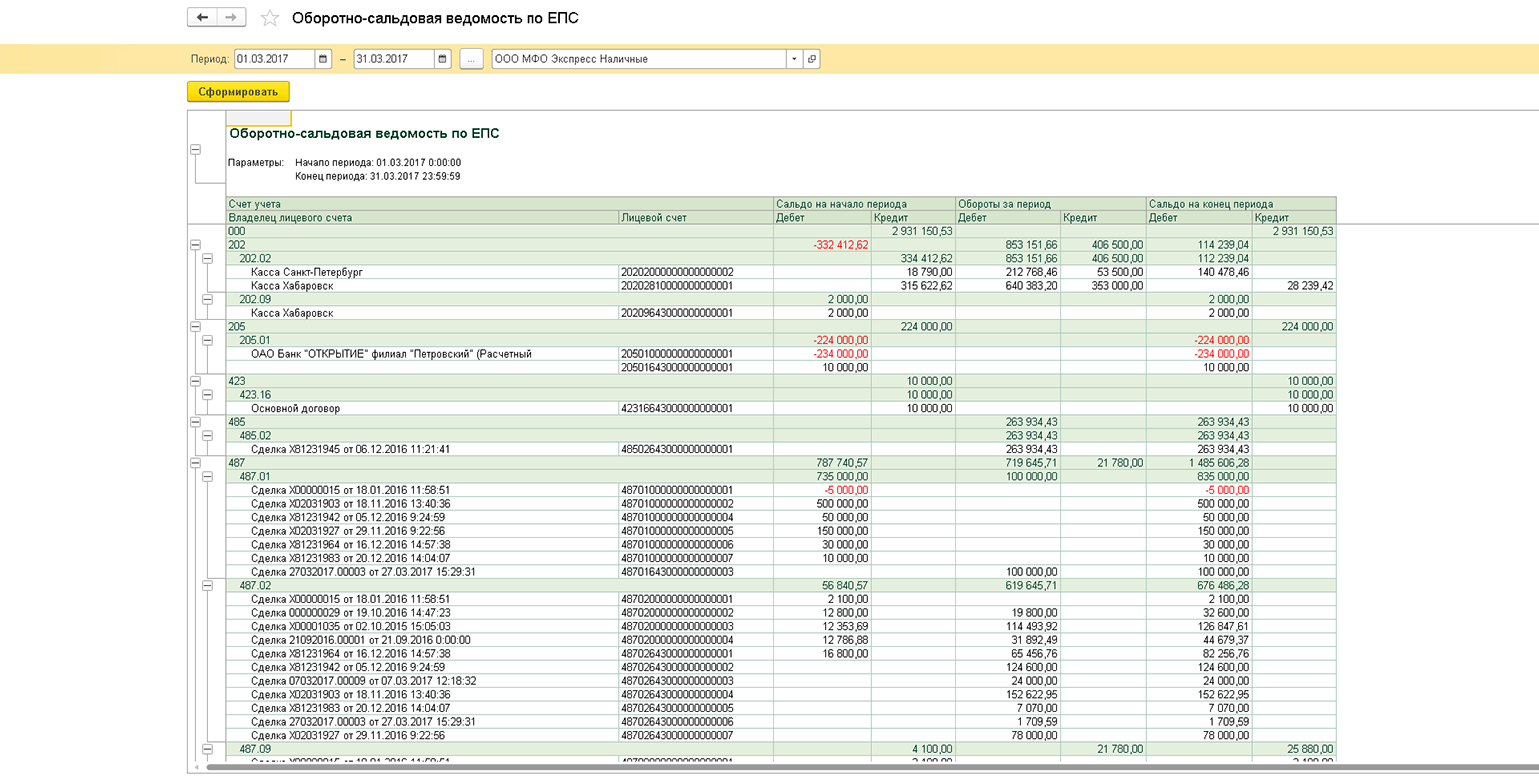 Оборотно-сальдовая ведомость по ЕПС
Период: 01.03.2017 – 31.03.2017 ... ООО МФО Экспресс Наличные
Сформировать
Оборотно-сальдовая ведомость по ЕПС
Параметры: Начало периода: 01.03.2017 0:00:00
Конец периода: 31.03.2017 23:59:59
Счет учета Сальдо на начало периода Обороты за период Сальдо на конец периода
Владелец лицевого счета Лицевой счет Дебет Кредит Дебет Кредит Дебет Кредит
000 2 931 150,53 2 931 150,53
202 -332 412,62 853 151,66 406 500,00 114 239,04
202.02 334 412,62 853 151,66 406 500,00 112 239,04
Касса Санкт-Петербург 20202000000000000002 18 790,00 212 768,46 53 500,00 140 478,46
Касса Хабаровск 20202810000000000001 315 622,62 640 383,20 353 000,00 28 239,42
202.09 2 000,00 2 000,00
Касса Хабаровск 20209643000000000001 2 000,00 2 000,00
205 224 000,00 224 000,00
205.01 -224 000,00 -224 000,00
ОАО Банк "ОТКРЫТИЕ" филиал "Петровский" (Расчетный 20501000000000000001 -234 000,00 -234 000,00
20501643000000000001 10 000,00 10 000,00
423 10 000,00 10 000,00
423.16 10 000,00 10 000,00
Основной договор 42316643000000000001 10 000,00 10 000,00
485 263 934,43 263 934,43
485.02 263 934,43 263 934,43
Сделка X81231945 от 06.12.2016 11:21:41 48502643000000000001 263 934,43 263 934,43
487 787 740,57 719 645,71 21 780,00 1 485 606,28
487.01 735 000,00 100 000,00 835 000,00
Сделка X00000015 от 18.01.2016 11:58:51 48701000000000000001 -5 000,00 -5 000,00
Сделка X02031903 от 18.11.2016 13:40:36 48701000000000000002 500 000,00 500 000,00
Сделка X81231942 от 05.12.2016 9:24:59 48701000000000000004 50 000,00 50 000,00
Сделка X02031927 от 29.11.2016 9:22:56 48701000000000000005 150 000,00 150 000,00
Сделка X81231964 от 16.12.2016 14:57:38 48701000000000000006 30 000,00 30 000,00
Сделка X81231983 от 20.12.2016 14:04:07 48701000000000000007 10 000,00 10 000,00
Сделка 27032017.00003 от 27.03.2017 15:29:31 48701643000000000003 100 000,00 100 000,00
487.02 56 840,57 619 645,71 676 486,28
Сделка X00000015 от 18.01.2016 11:58:51 48702000000000000001 2 100,00 2 100,00
Сделка 000000029 от 19.10.2016 14:47:23 48702000000000000002 12 800,00 19 800,00 32 600,00
Сделка X00001035 от 02.10.2015 15:05:03 48702000000000000003 12 353,69 114 493,92 126 847,61
Сделка 21092016.00001 от 21.09.2016 0:00:00 48702000000000000004 12 786,88 31 892,49 44 679,37
Сделка X81231964 от 16.12.2016 14:57:38 48702643000000000001 16 800,00 65 456,76 82 256,76
Сделка X81231942 от 05.12.2016 9:24:59 48702643000000000002 124 600,00 124 600,00
Сделка 07032017.00009 от 07.03.2017 12:18:32 48702643000000000003 24 000,00 24 000,00
Сделка X02031903 от 18.11.2016 13:40:36 48702643000000000004 152 622,95 152 622,95
Сделка X81231983 от 20.12.2016 14:04:07 48702643000000000005 7 070,00 7 070,00
Сделка 27032017.00003 от 27.03.2017 15:29:31 48702643000000000006 1 709,59 1 709,59
Сделка X02031927 от 29.11.2016 9:22:56 48702643000000000007 78 000,00 78 000,00
487.09 4 100,00 21 780,00 25 880,00